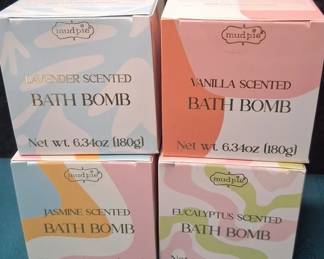 mudpie
LAVENDER SCENTED
BATH BOMB
Net wt. 6.34oz (180g)
mudpie
VANILLA SCENTED
BATH BOMB
Net wt. 6.34oz (180g)
mudpie
JASMINE SCENTED
BATH BOMB
mudpie
EUCALYPTUS SCENTED
BATH BOMB